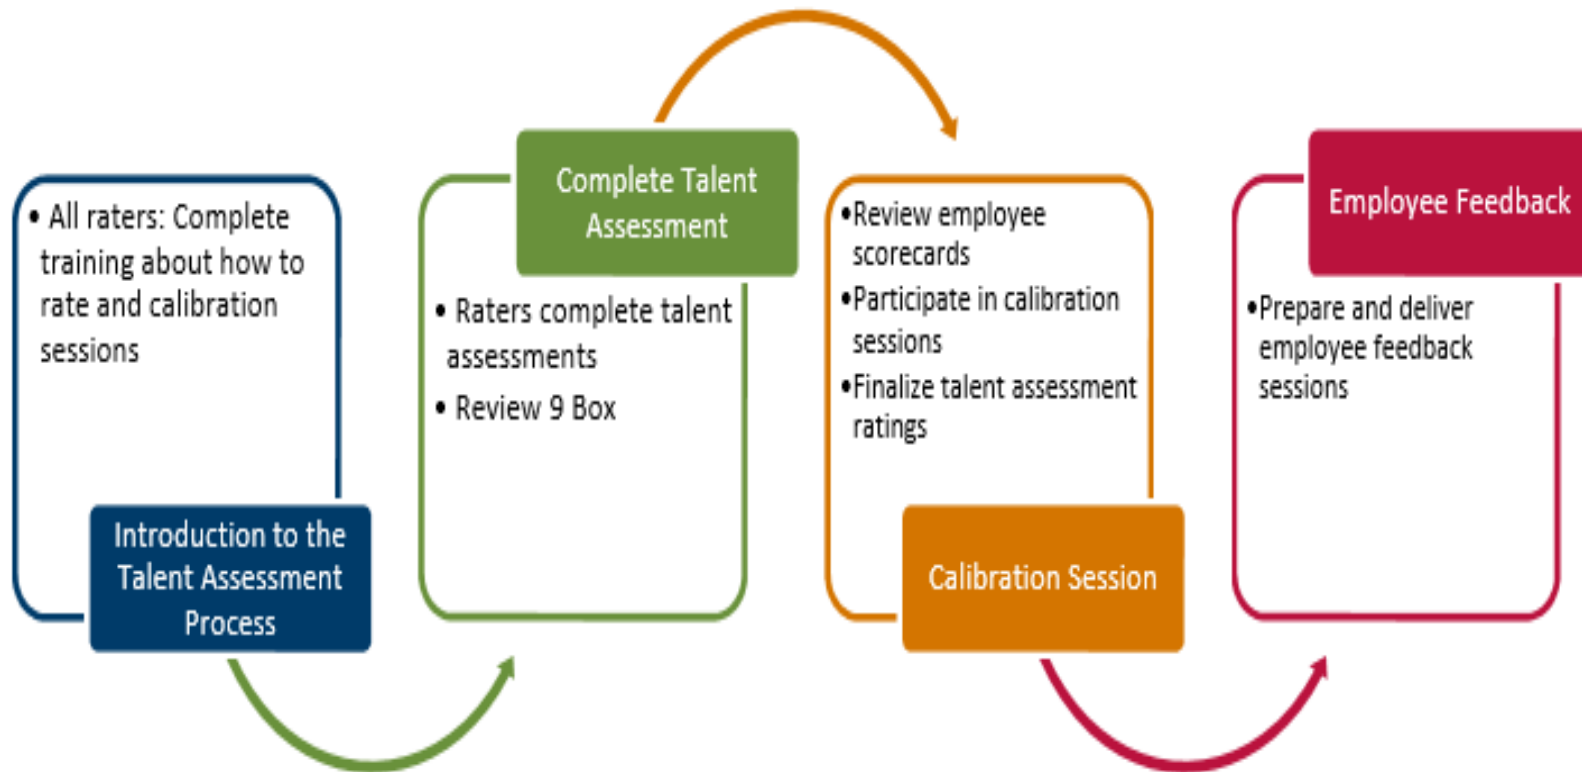 • All raters: Complete
training about how to
rate and calibration
sessions
Introduction to the
Talent Assessment
Process
Complete Talent
Assessment
• Raters complete talent
assessments
• Review 9 Box
•Review employee
scorecards
•Participate in calibration
sessions
•Finalize talent assessment
ratings
Calibration Session
Employee Feedback
•Prepare and deliver
employee feedback
sessions